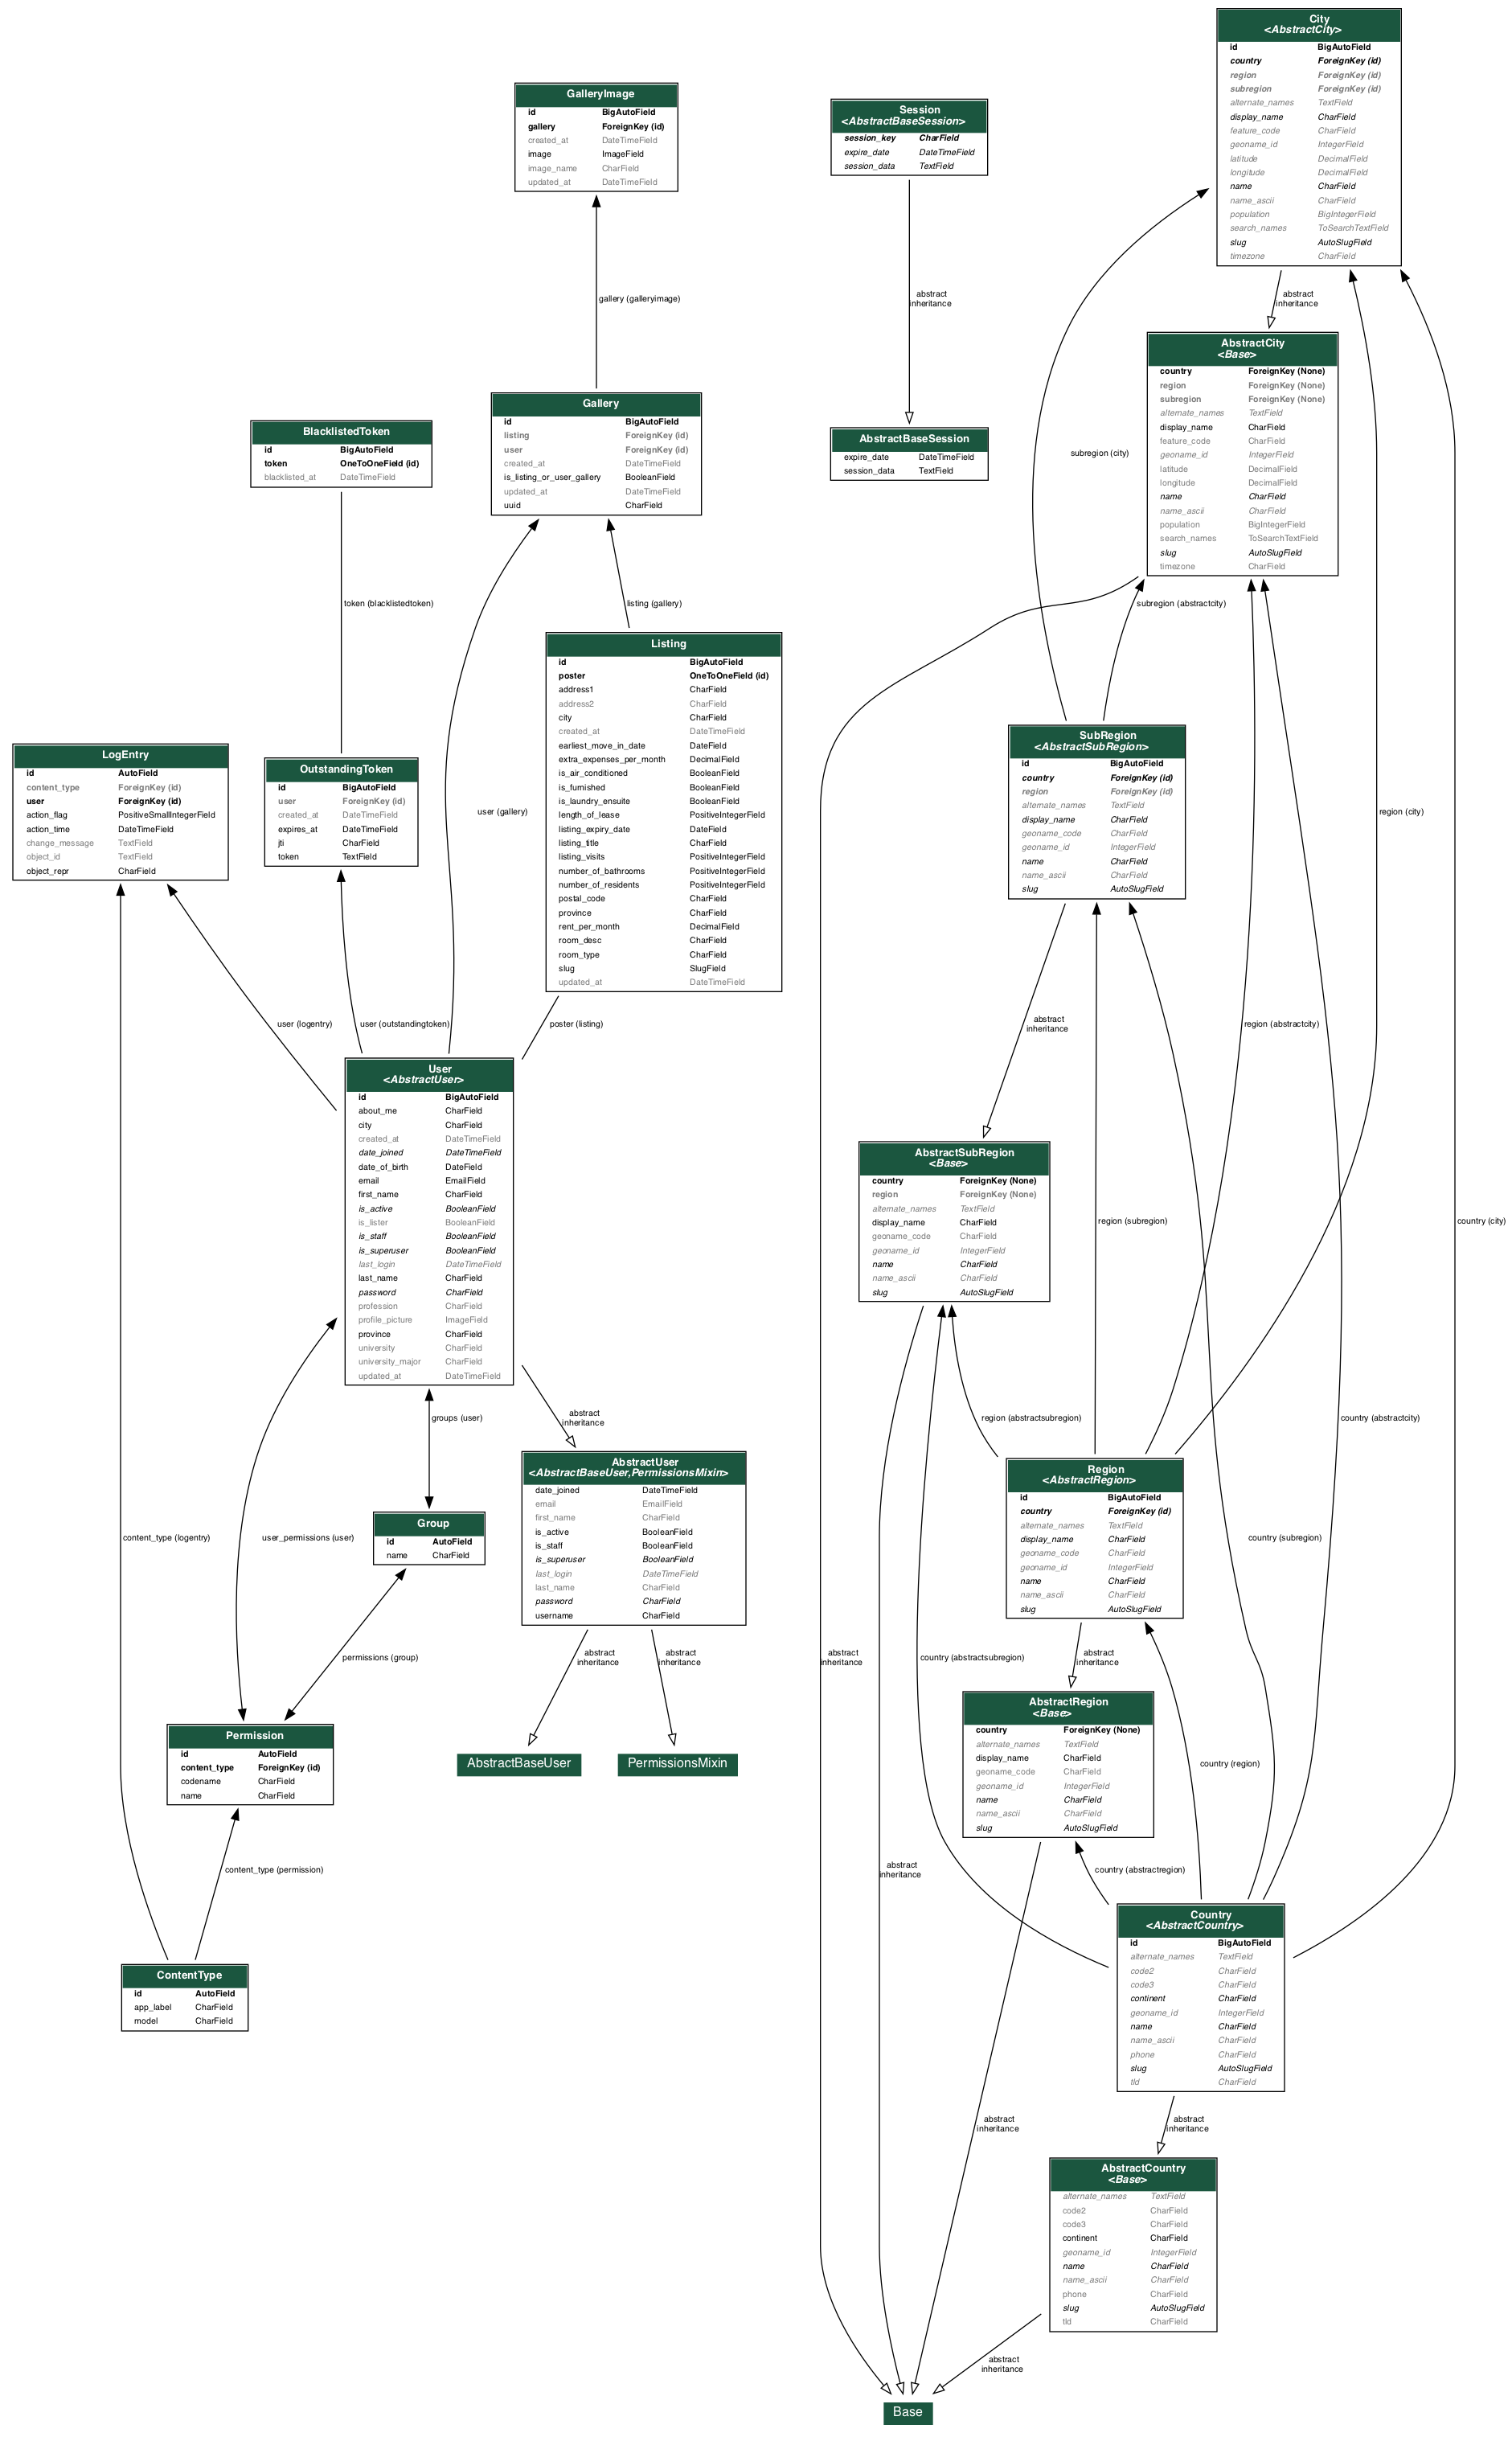 City
<AbstractCity>
id BigAutoField
country ForeignKey (id)
region ForeignKey (id)
subregion ForeignKey (id)
alternate_names TextField
display_name CharField
feature_code CharField
geoname_id IntegerField
latitude DecimalField
longitude DecimalField
name CharField
name_ascii CharField
population BigIntegerField
search_names ToSearchTextField
slug AutoSlugField
timezone CharField
GalleryImage
id BigAutoField
gallery ForeignKey (id)
created_at DateTimeField
image ImageField
image_name CharField
updated_at DateTimeField
Session
<AbstractBaseSession>
session_key CharField
expire_date DateTimeField
session_data TextField
gallery (galleryimage)
abstract
inheritance
abstract
inheritance
AbstractCity
<Base>
country ForeignKey (None)
region ForeignKey (None)
subregion ForeignKey (None)
alternate_names TextField
display_name CharField
feature_code CharField
geoname_id IntegerField
latitude DecimalField
longitude DecimalField
name CharField
name_ascii CharField
population BigIntegerField
search_names ToSearchTextField
slug AutoSlugField
timezone CharField
Gallery
id BigAutoField
listing ForeignKey (id)
user ForeignKey (id)
created_at DateTimeField
is_listing_or_user_gallery BooleanField
updated_at DateTimeField
uuid CharField
BlacklistedToken
id BigAutoField
token OneToOneField (id)
blacklisted_at DateTimeField
AbstractBaseSession
expire_date DateTimeField
session_data TextField
subregion (city)
token (blacklistedtoken)
listing (gallery)
subregion (abstractcity)
Listing
id BigAutoField
poster OneToOneField (id)
address1 CharField
address2 CharField
city CharField
created_at DateTimeField
earliest_move_in_date DateField
extra_expenses_per_month DecimalField
is_air_conditioned BooleanField
is_furnished BooleanField
is_laundry_ensuite BooleanField
length_of_lease PositiveIntegerField
listing_expiry_date DateField
listing_title CharField
listing_visits PositiveIntegerField
number_of_bathrooms PositiveIntegerField
number_of_residents PositiveIntegerField
postal_code CharField
province CharField
rent_per_month DecimalField
room_desc CharField
room_type CharField
slug SlugField
updated_at DateTimeField
LogEntry
id AutoField
content_type ForeignKey (id)
user ForeignKey (id)
action_flag PositiveSmallIntegerField
action_time DateTimeField
change_message TextField
object_id TextField
object_repr CharField
OutstandingToken
id BigAutoField
user ForeignKey (id)
created_at DateTimeField
expires_at DateTimeField
jti CharField
token TextField
user (gallery)
SubRegion
<AbstractSubRegion>
id BigAutoField
country ForeignKey (id)
region ForeignKey (id)
alternate_names TextField
display_name CharField
geoname_code CharField
geoname_id IntegerField
name CharField
name_ascii CharField
slug AutoSlugField
region (city)
user (logentry)
user (outstandingtoken)
poster (listing)
abstract
inheritance
region (abstractcity)
User
<AbstractUser>
id BigAutoField
about_me CharField
city CharField
created_at DateTimeField
date_joined DateTimeField
date_of_birth DateField
email EmailField
first_name CharField
is_active BooleanField
is_lister BooleanField
is_staff BooleanField
is_superuser BooleanField
last_login DateTimeField
last_name CharField
password CharField
profession CharField
profile_picture ImageField
province CharField
university CharField
university_major CharField
updated_at DateTimeField
AbstractSubRegion
<Base>
country ForeignKey (None)
region ForeignKey (None)
alternate_names TextField
display_name CharField
geoname_code CharField
geoname_id IntegerField
name CharField
name_ascii CharField
slug AutoSlugField
region (subregion)
country (city)
groups (user)
abstract
inheritance
region (abstractsubregion)
country (abstractcity)
AbstractUser
<AbstractBaseUser,PermissionsMixin>
date_joined DateTimeField
email EmailField
first_name CharField
is_active BooleanField
is_staff BooleanField
is_superuser BooleanField
last_login DateTimeField
last_name CharField
password CharField
username CharField
Region
<AbstractRegion>
id BigAutoField
country ForeignKey (id)
alternate_names TextField
display_name CharField
geoname_code CharField
geoname_id IntegerField
name CharField
name_ascii CharField
slug AutoSlugField
Group
id AutoField
name CharField
content_type (logentry)
user_permissions (user)
country (subregion)
permissions (group)
abstract
inheritance
abstract
inheritance
abstract
inheritance
country (abstractsubregion)
abstract
inheritance
AbstractRegion
<Base>
country ForeignKey (None)
alternate_names TextField
display_name CharField
geoname_code CharField
geoname_id IntegerField
name CharField
name_ascii CharField
slug AutoSlugField
Permission
id AutoField
content_type ForeignKey (id)
codename CharField
name CharField
AbstractBaseUser
PermissionsMixin
country (region)
content_type (permission)
abstract
inheritance
country (abstractregion)
Country
<AbstractCountry>
id BigAutoField
alternate_names TextField
code2 CharField
code3 CharField
continent CharField
geoname_id IntegerField
name CharField
name_ascii CharField
phone CharField
slug AutoSlugField
tld CharField
ContentType
id AutoField
app_label CharField
model CharField
abstract
inheritance
abstract
inheritance
AbstractCountry
<Base>
alternate_names TextField
code2 CharField
code3 CharField
continent CharField
geoname_id IntegerField
name CharField
name_ascii CharField
phone CharField
slug AutoSlugField
tld CharField
abstract
inheritance
Base